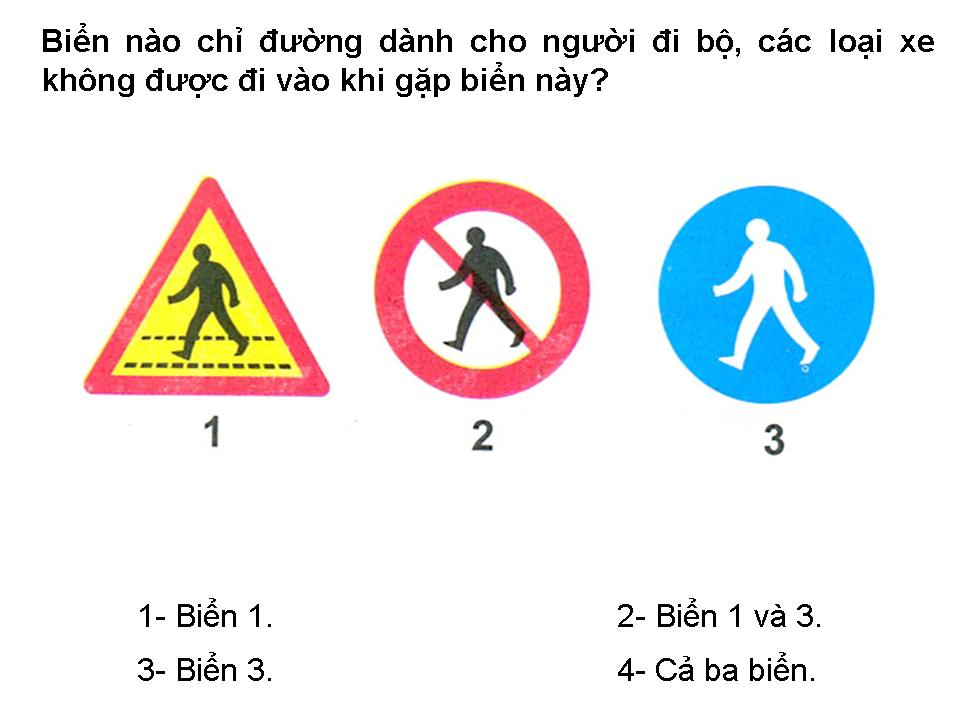 Biển nào chỉ đường dành cho người đi bộ, các loại xe
không được đi vào khi gặp biển này?
1
2
3
1- Biển 1.
2- Biển 1 và 3.
3- Biển 3.
4- Cả ba biển.